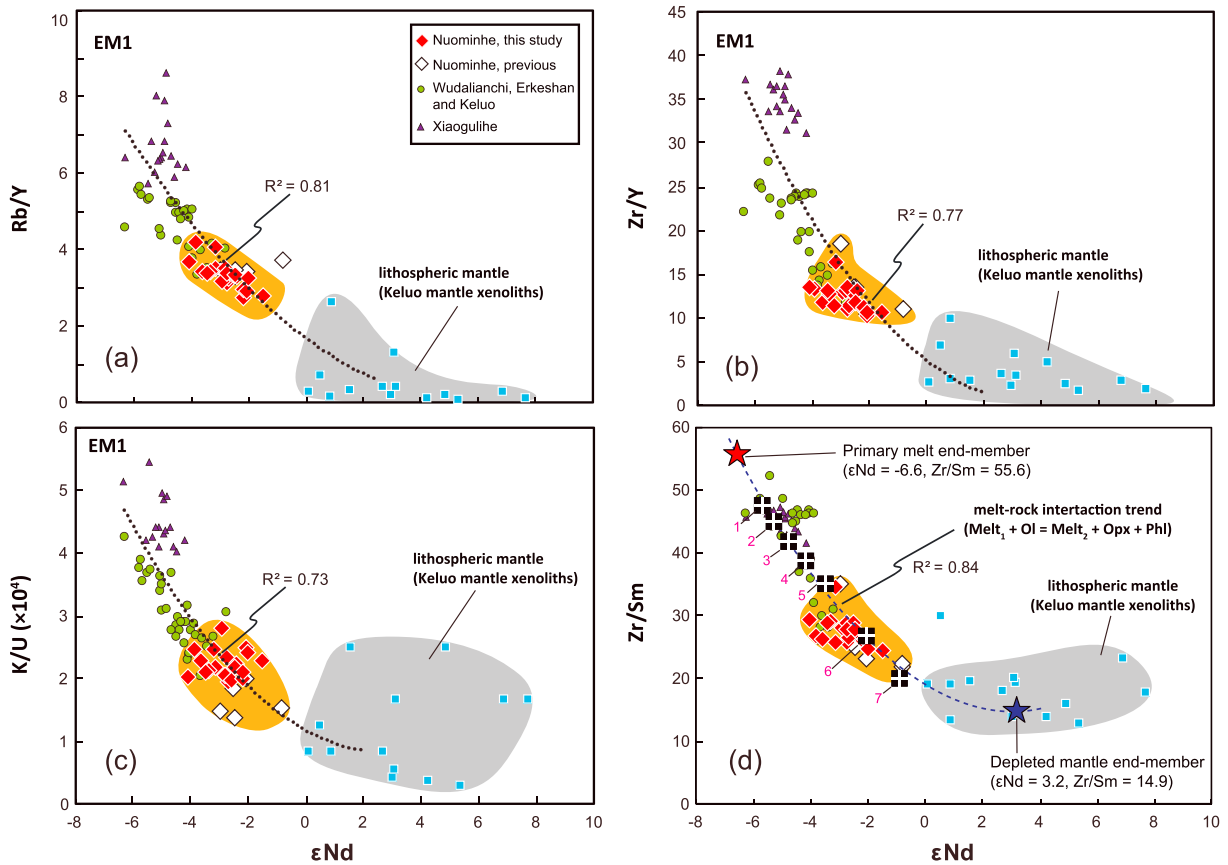 EM1
Nuominhe, this study
Nuominhe, previous
Wudalianchi, Erkeshan
and Keluo
Xiaogulihe
R² = 0.81
lithospheric mantle
(Keluo mantle xenoliths)
(a)
Rb/Y
10
8
6
4
2
0
EM1
R² = 0.77
lithospheric mantle
(Keluo mantle xenoliths)
(b)
Zr/Y
40
35
30
25
20
15
10
5
0
EM1
R² = 0.73
lithospheric mantle
(Keluo mantle xenoliths)
(c)
K/U (×10⁴)
6
5
4
3
2
1
0
-8
-6
-4
-2
0
2
4
6
8
10
εNd
Primary melt end-member
(εNd = -6.6, Zr/Sm = 55.6)
melt-rock intertaction trend
(Melt₁ + Ol = Melt₂ + Opx + Phl)
R² = 0.84
lithospheric mantle
(Keluo mantle xenoliths)
1
2
3
4
5
6
7
(d)
Depleted mantle end-member
(εNd = 3.2, Zr/Sm = 14.9)
Zr/Sm
60
50
40
30
20
10
0
-8
-6
-4
-2
0
2
4
6
8
10
εNd